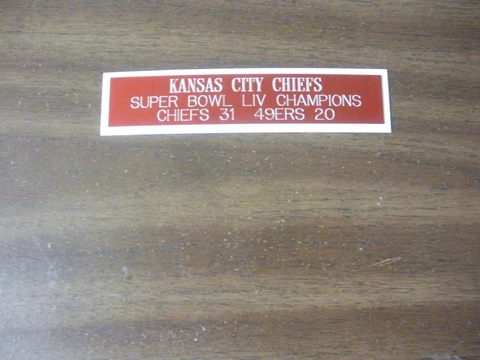 KANSAS CITY CHIEFS
SUPER BOWL LIV CHAMPIONS
CHIEFS 31 49ERS 20